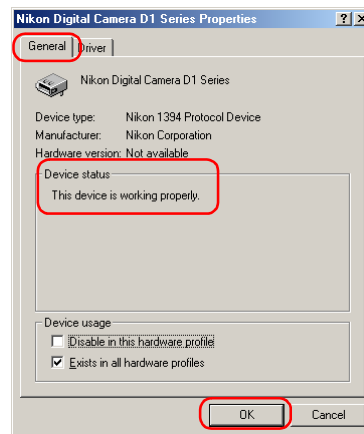 Nikon Digital Camera D1 Series Properties
General Driver
Nikon Digital Camera D1 Series
Device type: Nikon 1394 Protocol Device
Manufacturer: Nikon Corporation
Hardware version: Not available
Device status
This device is working properly.
Device usage
Disable in this hardware profile
Exists in all hardware profiles
OK Cancel